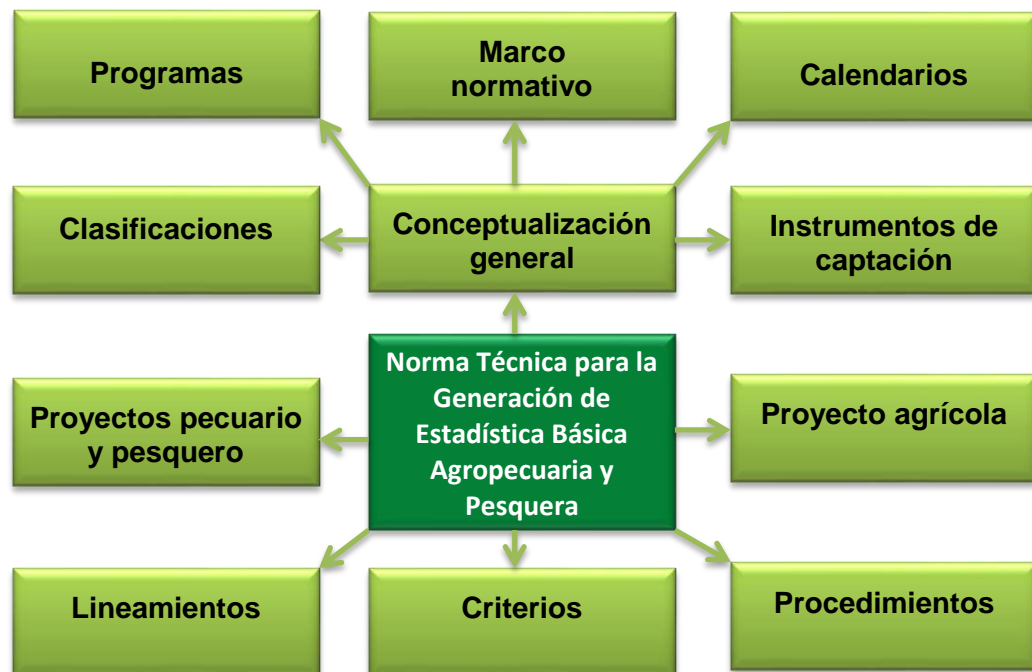 Programas
Marco
normativo
Calendarios
Clasificaciones
Conceptualización
general
Instrumentos de
captación
Norma Técnica para la
Generación de
Estadística Básica
Agropecuaria y
Pesquera
Proyectos pecuario
y pesquero
Proyecto agrícola
Lineamientos
Criterios
Procedimientos